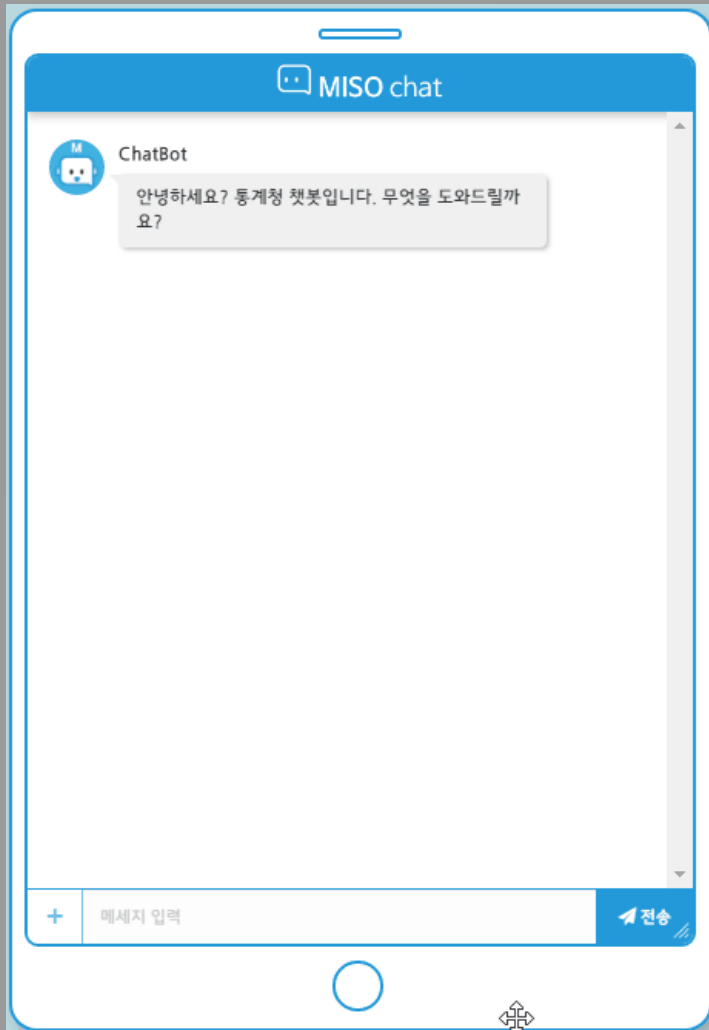 MISO chat
M
ChatBot
안녕하세요? 통계청 챗봇입니다. 무엇을 도와드릴까
요?
+
메세지 입력
전송